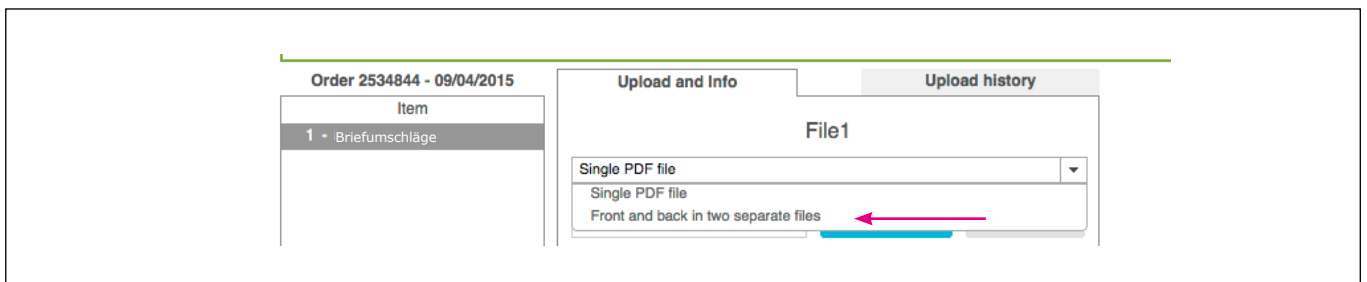 Order 2534844 - 09/04/2015
Item
1 - Briefumschläge
Upload and Info
Upload history
File1
Single PDF file
Single PDF file
Front and back in two separate files